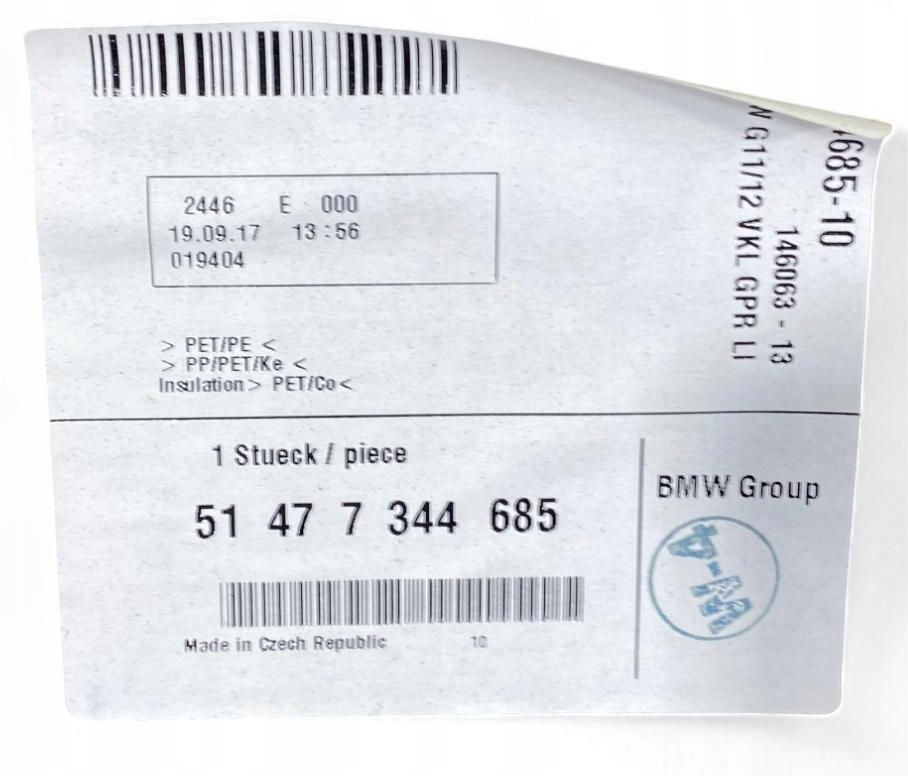 2446 E 000
19.09.17 13:56
019404
> PET/PE <
> PP/PET/Ke <
Insulation > PET/Co <
685-10
146063 - 13
G11/12 VKL GPR LI
1 Stueck / piece
51 47 7 344 685
Made in Czech Republic 10
BMW Group
W-4